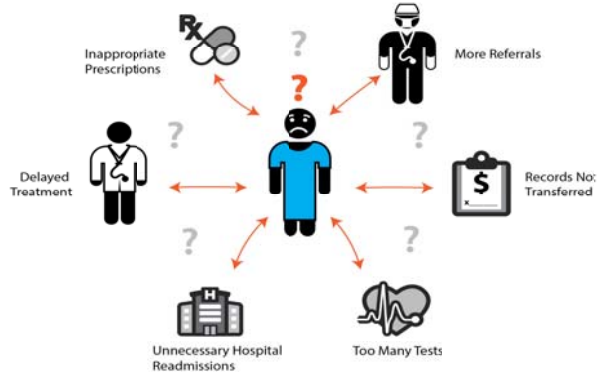 Rx
?
Inappropriate
Prescriptions
More Referrals
?
?
?
Delayed
Treatment
$
x
Records No:
Transferred
?
?
H
Unnecessary Hospital
Readmissions
Too Many Tests